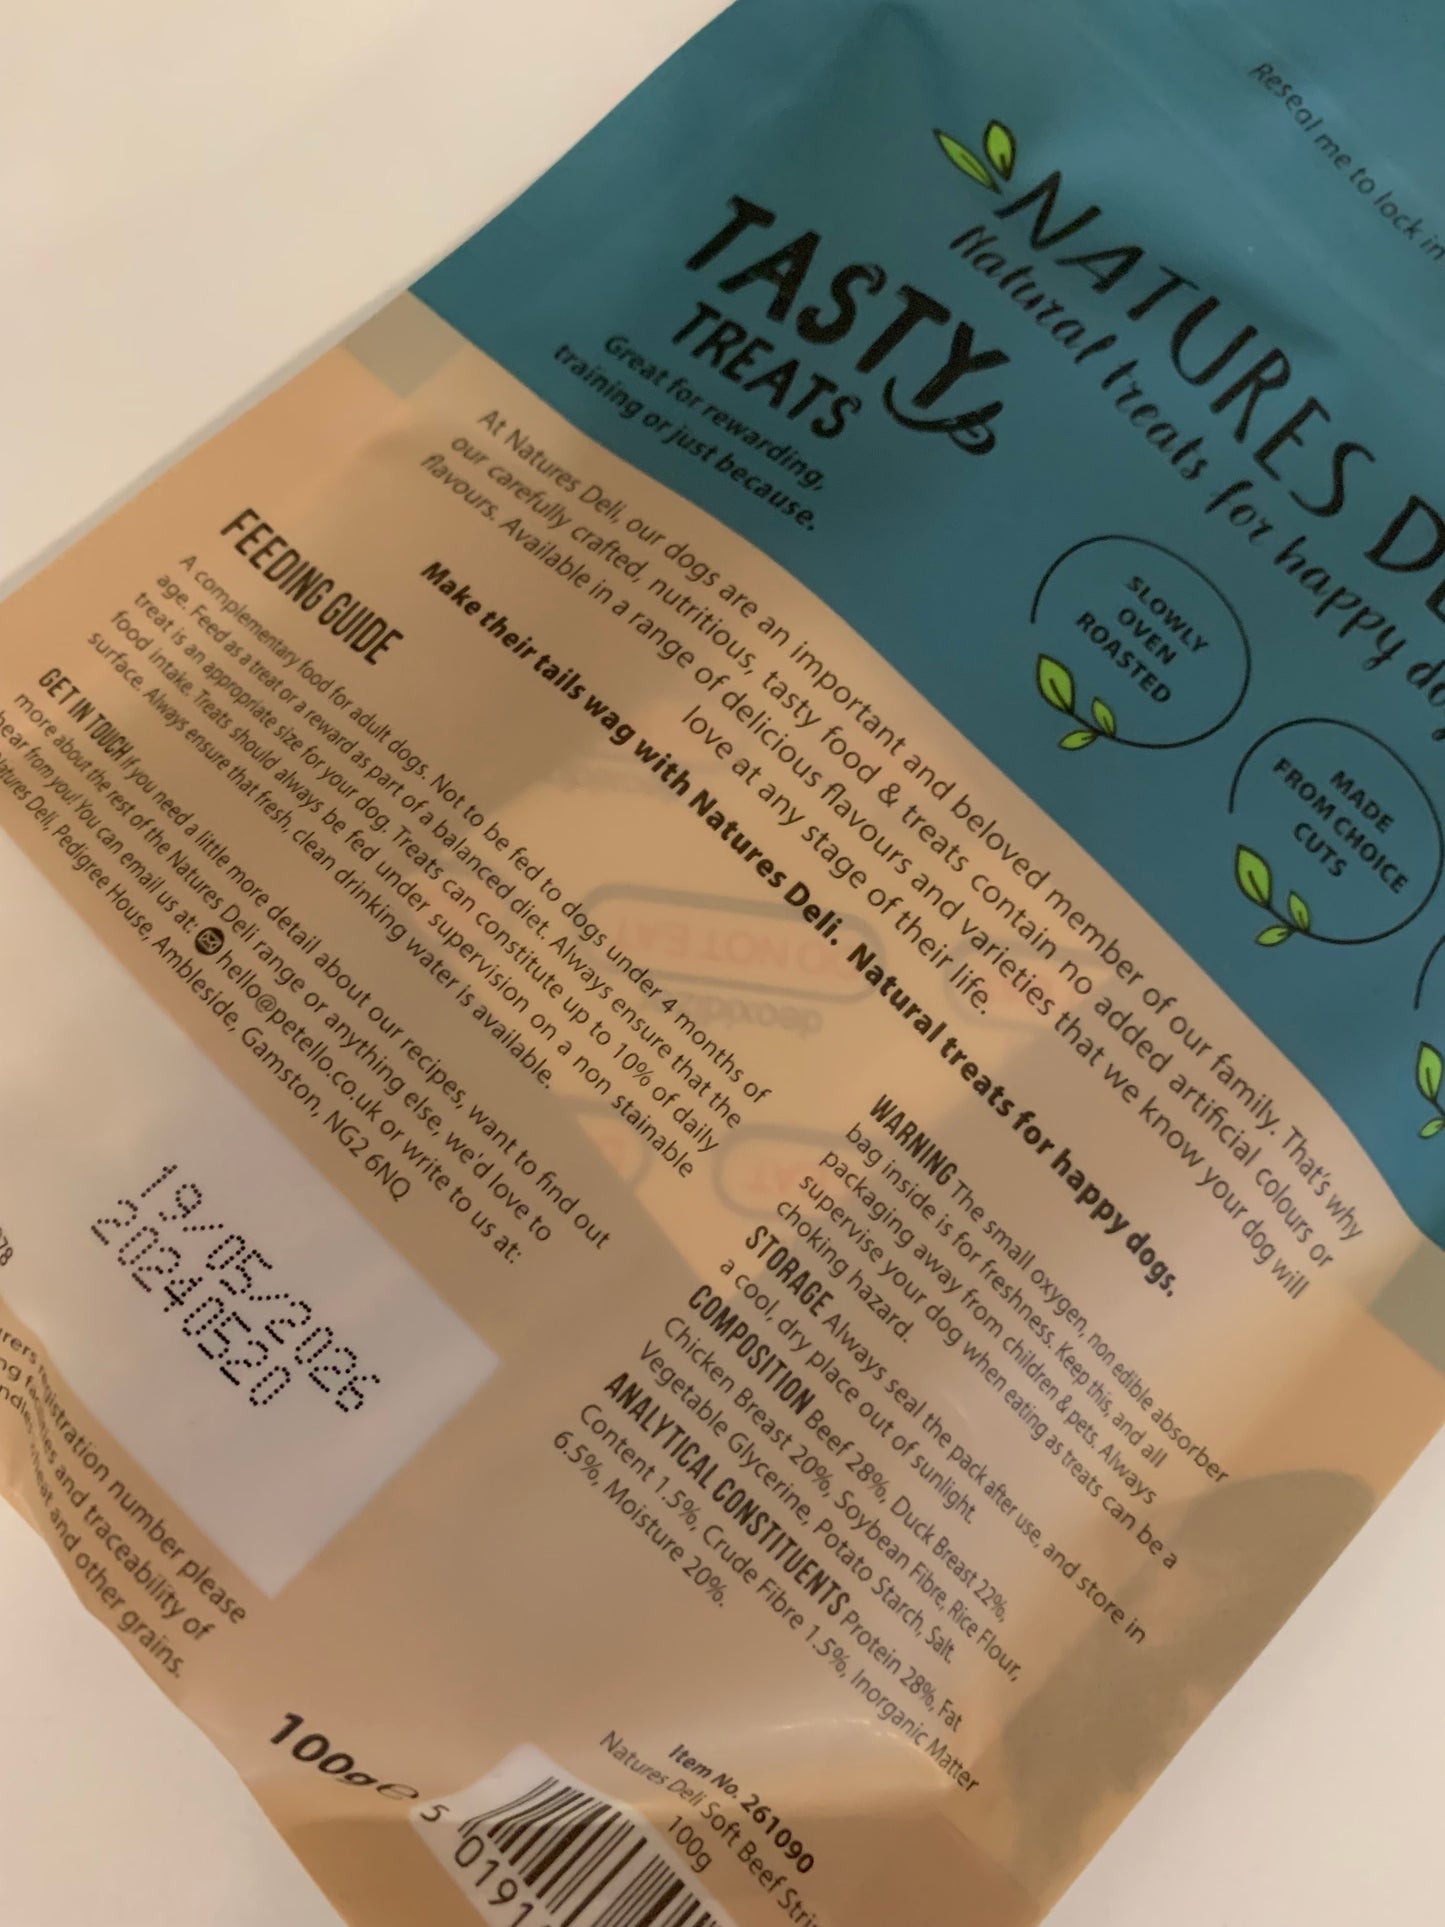 Reseal me to lock in
NATURES
Natural treats for happy
TASTY
TREATS
Great for rewarding,
training or just because.
SLOWLY
OVEN
ROASTED
MADE
FROM CHOICE
CUTS
At Natures Deli, our dogs are an important and beloved member of our family. That's why
our carefully crafted, nutritious, tasty food & treats contain no added artificial colours or
flavours. Available in a range of delicious flavours and varieties that we know your dog will
love at any stage of their life.
Make their tails wag with Natures Deli. Natural treats for happy dogs.
FEEDING GUIDE
A complementary food for adult dogs. Not to be fed to dogs under 4 months of
age. Feed as a treat or a reward as part of a balanced diet. Always ensure that the
treat is an appropriate size for your dog. Treats can constitute up to 10% of daily
food intake. Treats should always be fed under supervision on a non stainable
surface. Always ensure that fresh, clean drinking water is available.
GET IN TOUCH If you need a little more detail about our recipes, want to find out
more about the rest of the Natures Deli range or anything else, we'd love to
hear from you! You can email us at: hello@petello.co.uk or write to us at:
Natures Deli, Pedigree House, Ambleside, Gamston, NG2 6NQ
WARNING The small oxygen, non edible absorber
bag inside is for freshness. Keep this, and all
packaging away from children & pets. Always
supervise your dog when eating as treats can be a
choking hazard.
STORAGE Always seal the pack after use, and store in
a cool, dry place out of sunlight.
COMPOSITION Beef 28%, Duck Breast 22%,
Chicken Breast 20%, Soybean Fibre, Rice Flour,
Vegetable Glycerine, Potato Starch, Salt.
ANALYTICAL CONSTITUENTS Protein 28%, Fat
Content 1.5%, Crude Fibre 1.5%, Inorganic Matter
6.5%, Moisture 20%.
19/05/2026
20240520
registration number please
facilities and traceability of
wheat and other grains.
100g e
Item No. 261090
Natures Deli Soft Beef
100g
5 0191